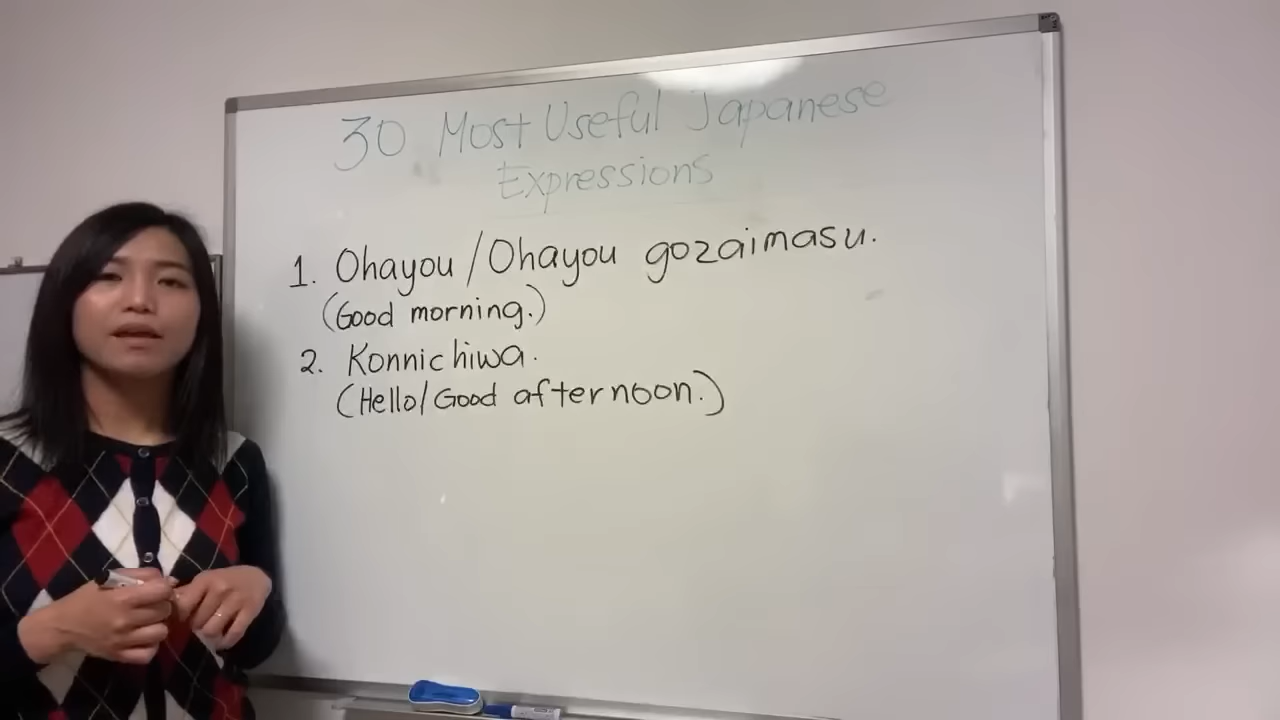 30 Most Useful Japanese
Expressions
1. Ohayou/Ohayou gozaimasu.
(Good morning.)
2. Konnichiwa.
(Hello/Good afternoon.)